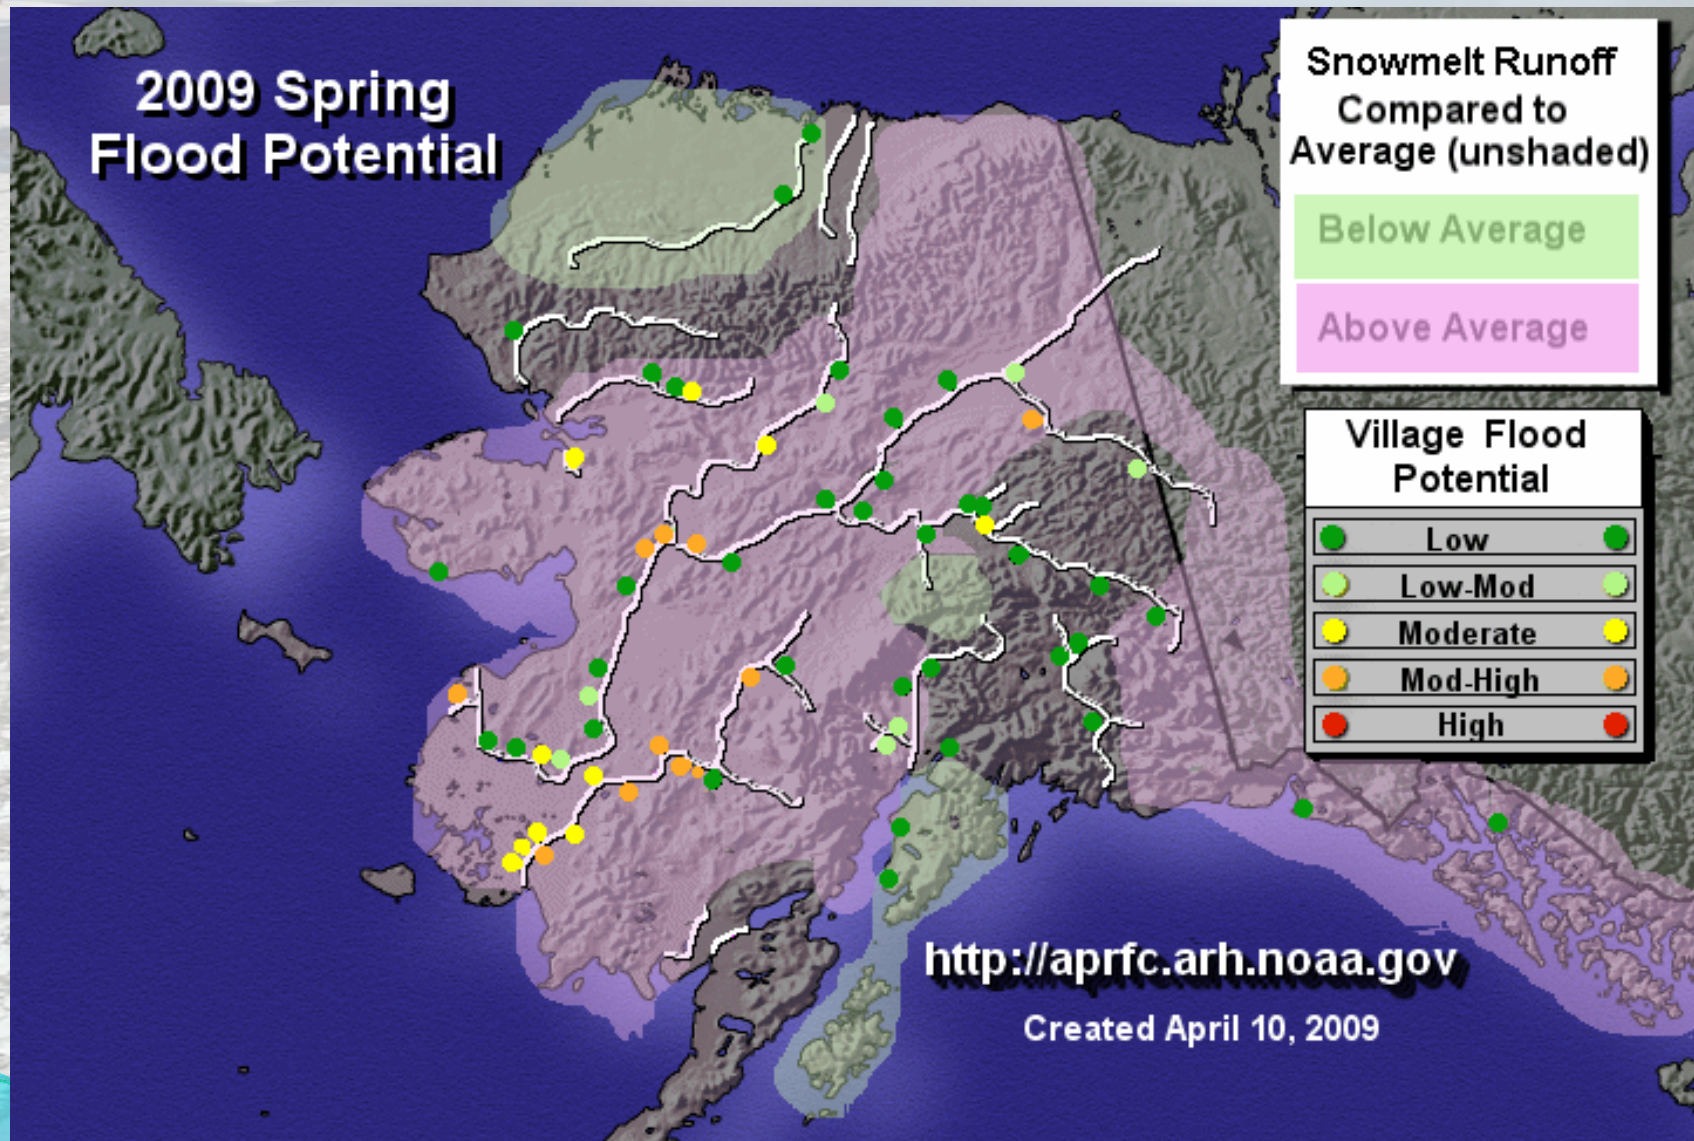 2009 Spring
Flood Potential
Snowmelt Runoff
Compared to
Average (unshaded)
Below Average
Above Average
Village Flood
Potential
Low
Low-Mod
Moderate
Mod-High
High
http://aprfc.arh.noaa.gov
Created April 10, 2009